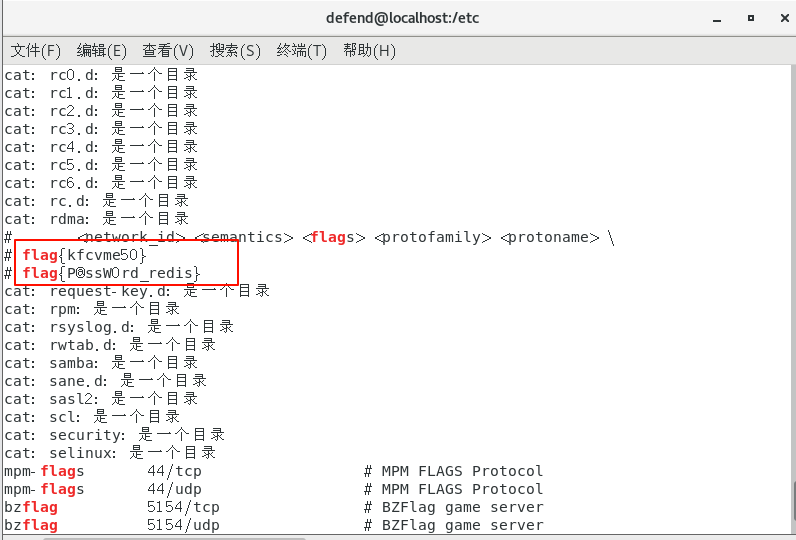 defend@localhost:/etc
文件(F) 编辑(E) 查看(V) 搜索(S) 终端(T) 帮助(H)
cat: rc0.d: 是一个目录
cat: rc1.d: 是一个目录
cat: rc2.d: 是一个目录
cat: rc3.d: 是一个目录
cat: rc4.d: 是一个目录
cat: rc5.d: 是一个目录
cat: rc6.d: 是一个目录
cat: rc.d: 是一个目录
cat: rdma: 是一个目录
#       <network_id> <semantics> <flags> <protofamily> <protoname> \
# flag{kfcvme50}
# flag{P@ssW0rd_redis}
cat: request-key.d: 是一个目录
cat: rpm: 是一个目录
cat: rsyslog.d: 是一个目录
cat: rwtab.d: 是一个目录
cat: samba: 是一个目录
cat: sane.d: 是一个目录
cat: sasl2: 是一个目录
cat: scl: 是一个目录
cat: security: 是一个目录
cat: selinux: 是一个目录
mpm-flags       44/tcp                  # MPM FLAGS Protocol
mpm-flags       44/udp                  # MPM FLAGS Protocol
bzflag          5154/tcp                # BZFlag game server
bzflag          5154/udp                # BZFlag game server